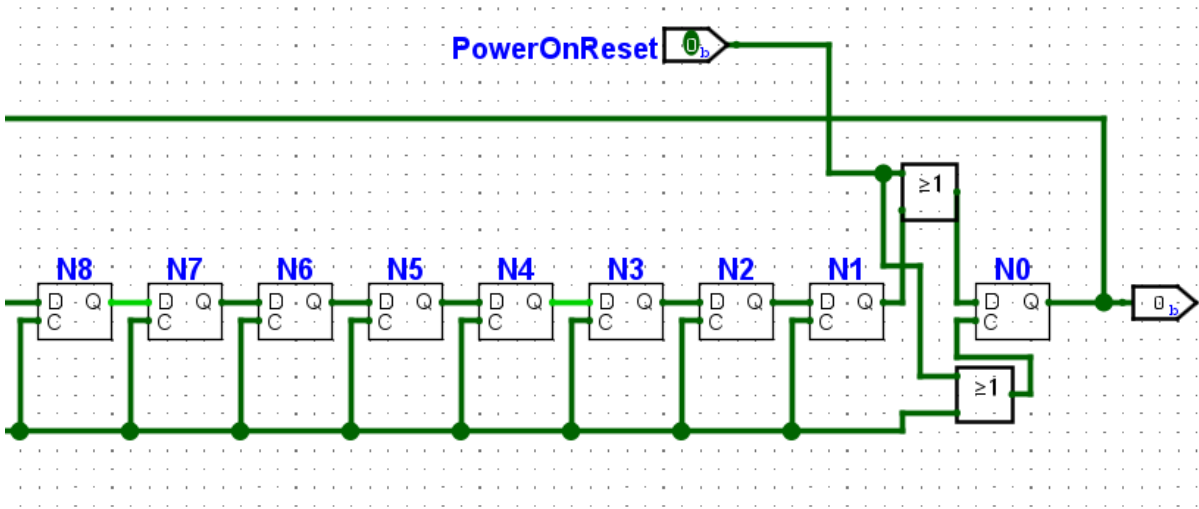 PowerOnReset 0b
≥1
N8 N7 N6 N5 N4 N3 N2 N1 N0
D Q D Q D Q D Q D Q D Q D Q D Q D Q 0b
C C C C C C C C C
≥1